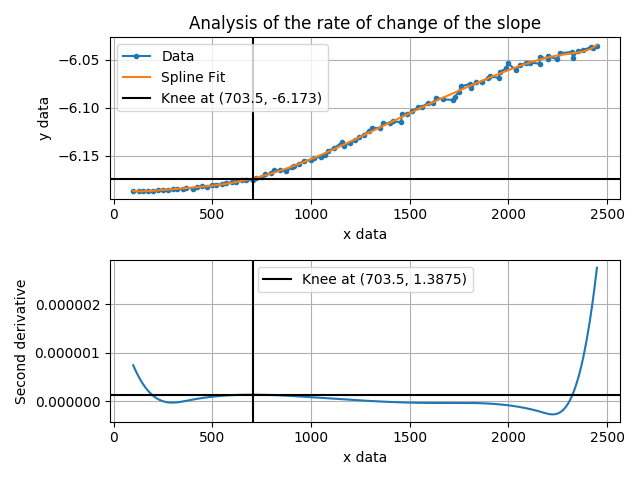 Analysis of the rate of change of the slope
Data
Spline Fit
Knee at (703.5, -6.173)
−6.05
−6.10
−6.15
y data
0
500
1000
1500
2000
2500
x data
Knee at (703.5, 1.3875)
0.000002
0.000001
0.000000
Second derivative
0
500
1000
1500
2000
2500
x data